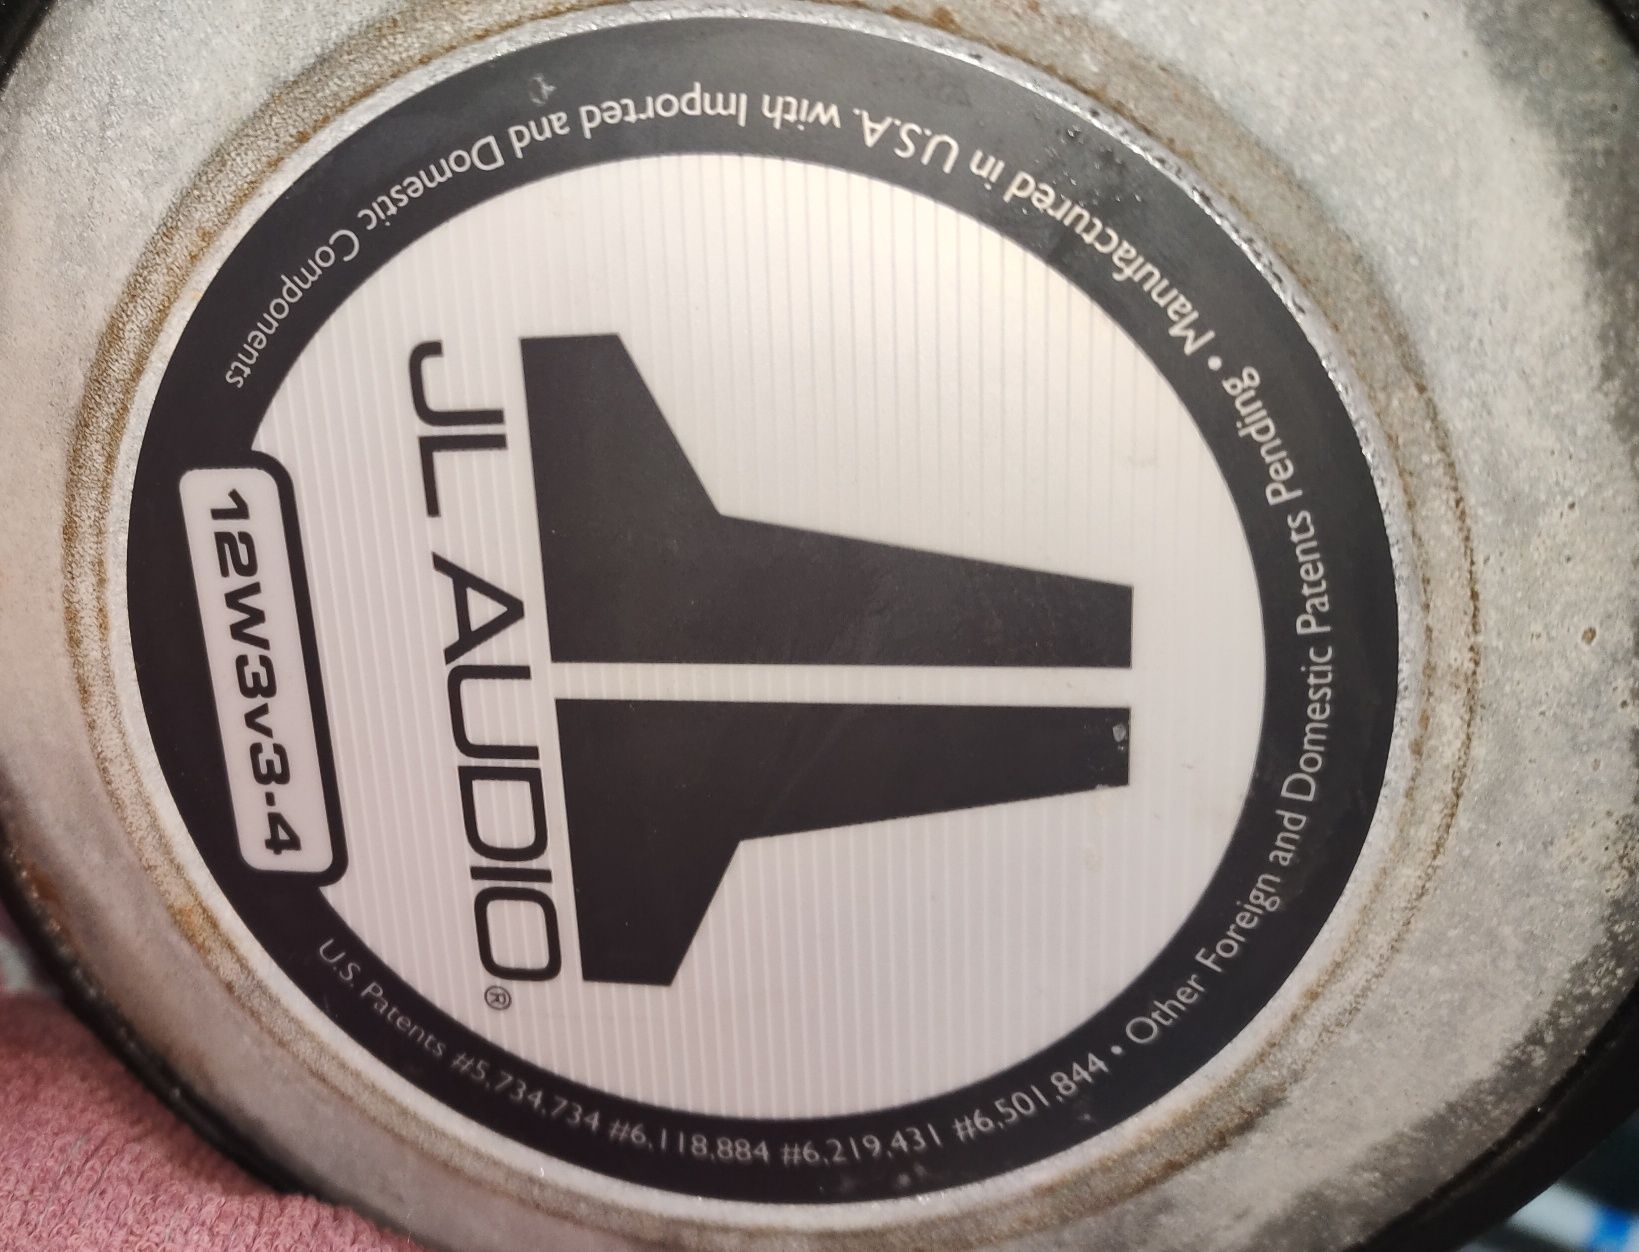 JL AUDIO®
12W3v3-4
U.S. Patents #5,734,734 #6,118,884 #6,219,431 #6,501,844 • Other Foreign and Domestic Patents Pending • Manufactured in U.S.A. with Imported and Domestic Components